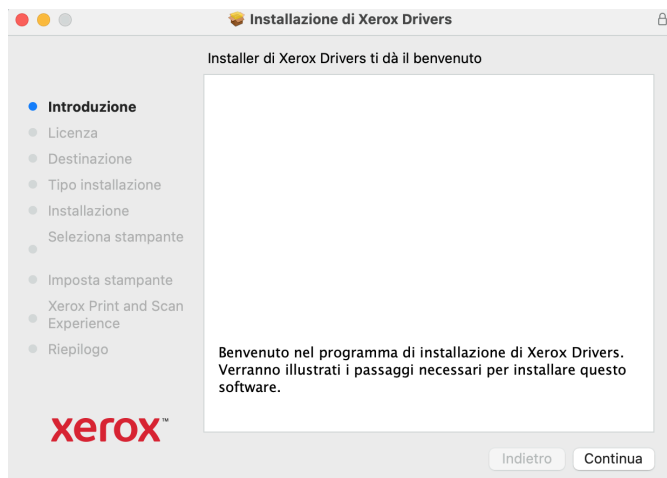 Installazione di Xerox Drivers
Installer di Xerox Drivers ti dà il benvenuto
Introduzione
Licenza
Destinazione
Tipo installazione
Installazione
Seleziona stampante
Imposta stampante
Xerox Print and Scan
Experience
Riepilogo
Benvenuto nel programma di installazione di Xerox Drivers.
Verranno illustrati i passaggi necessari per installare questo
software.
xerox™
Indietro
Continua